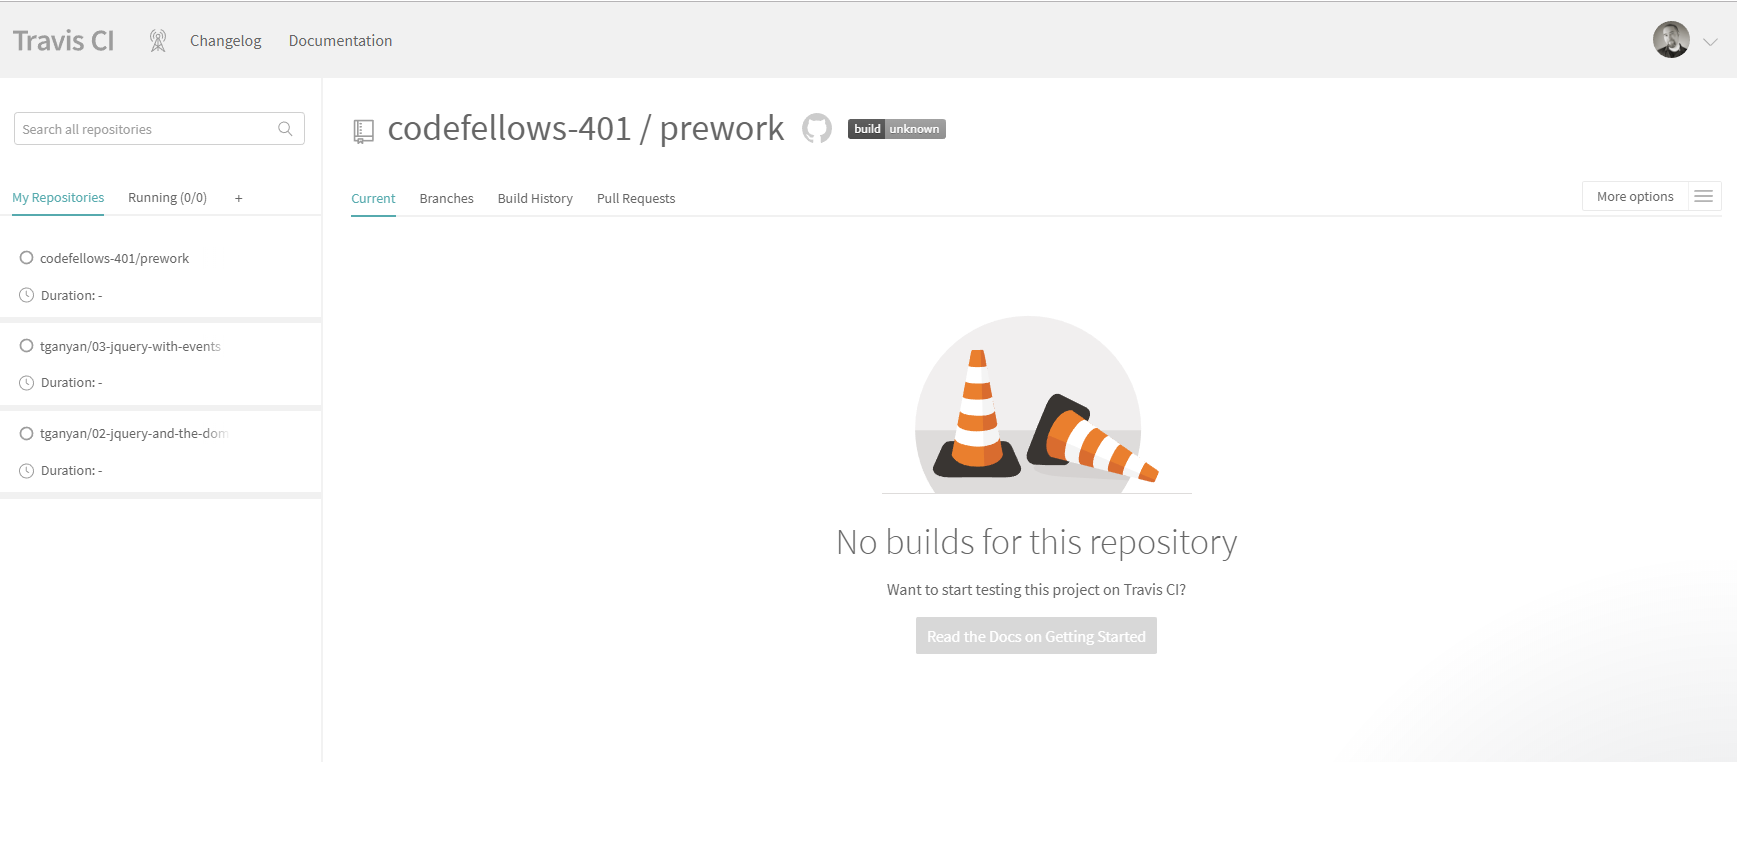 Travis CI
Changelog
Documentation
Search all repositories
My Repositories
Running (0/0)
+
codefellows-401/prework
Duration: -
tganyan/03-jquery-with-events
Duration: -
tganyan/02-jquery-and-the-dom
Duration: -
codefellows-401 / prework
build unknown
Current
Branches
Build History
Pull Requests
More options
No builds for this repository
Want to start testing this project on Travis CI?
Read the Docs on Getting Started